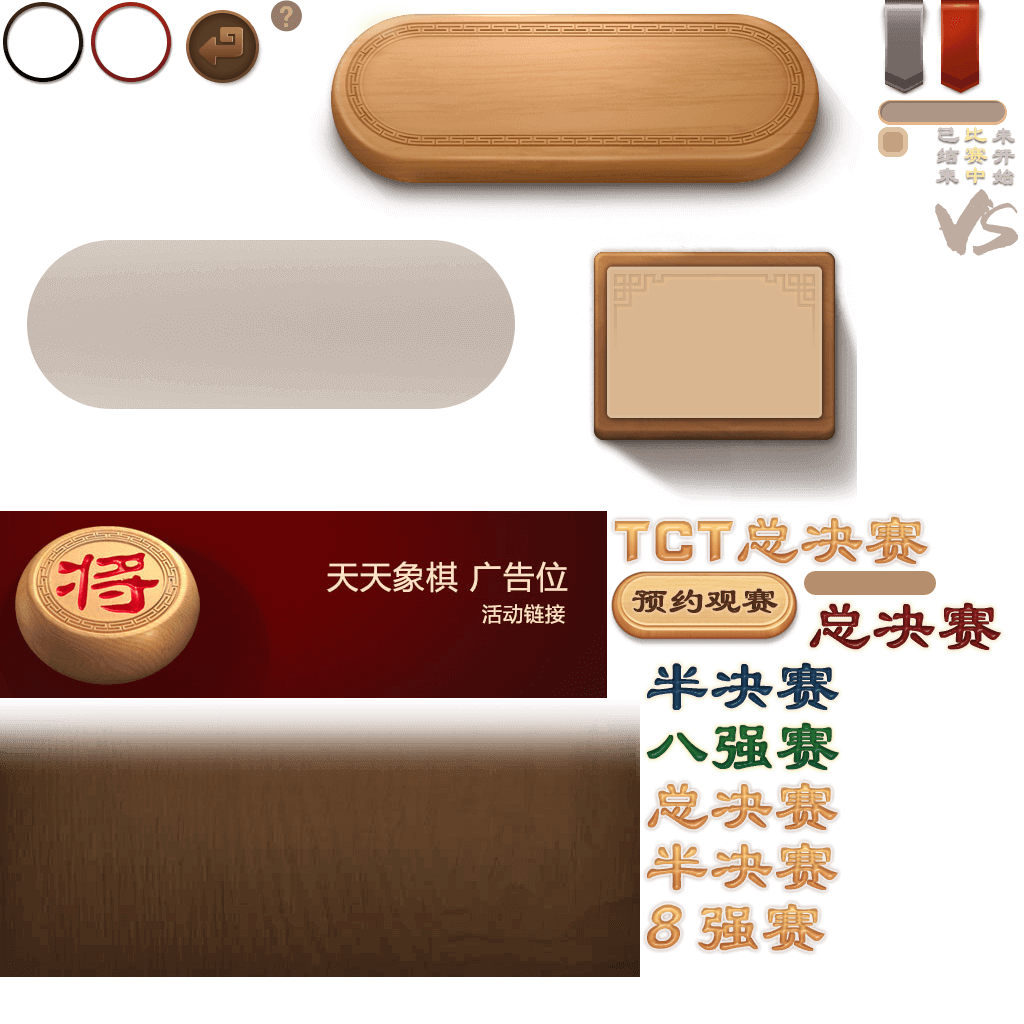 ?
已结束
比赛中
未开始
VS
将
天天象棋 广告位
活动链接
TCT总决赛
预约观赛
总决赛
半决赛
八强赛
总决赛
半决赛
8强赛